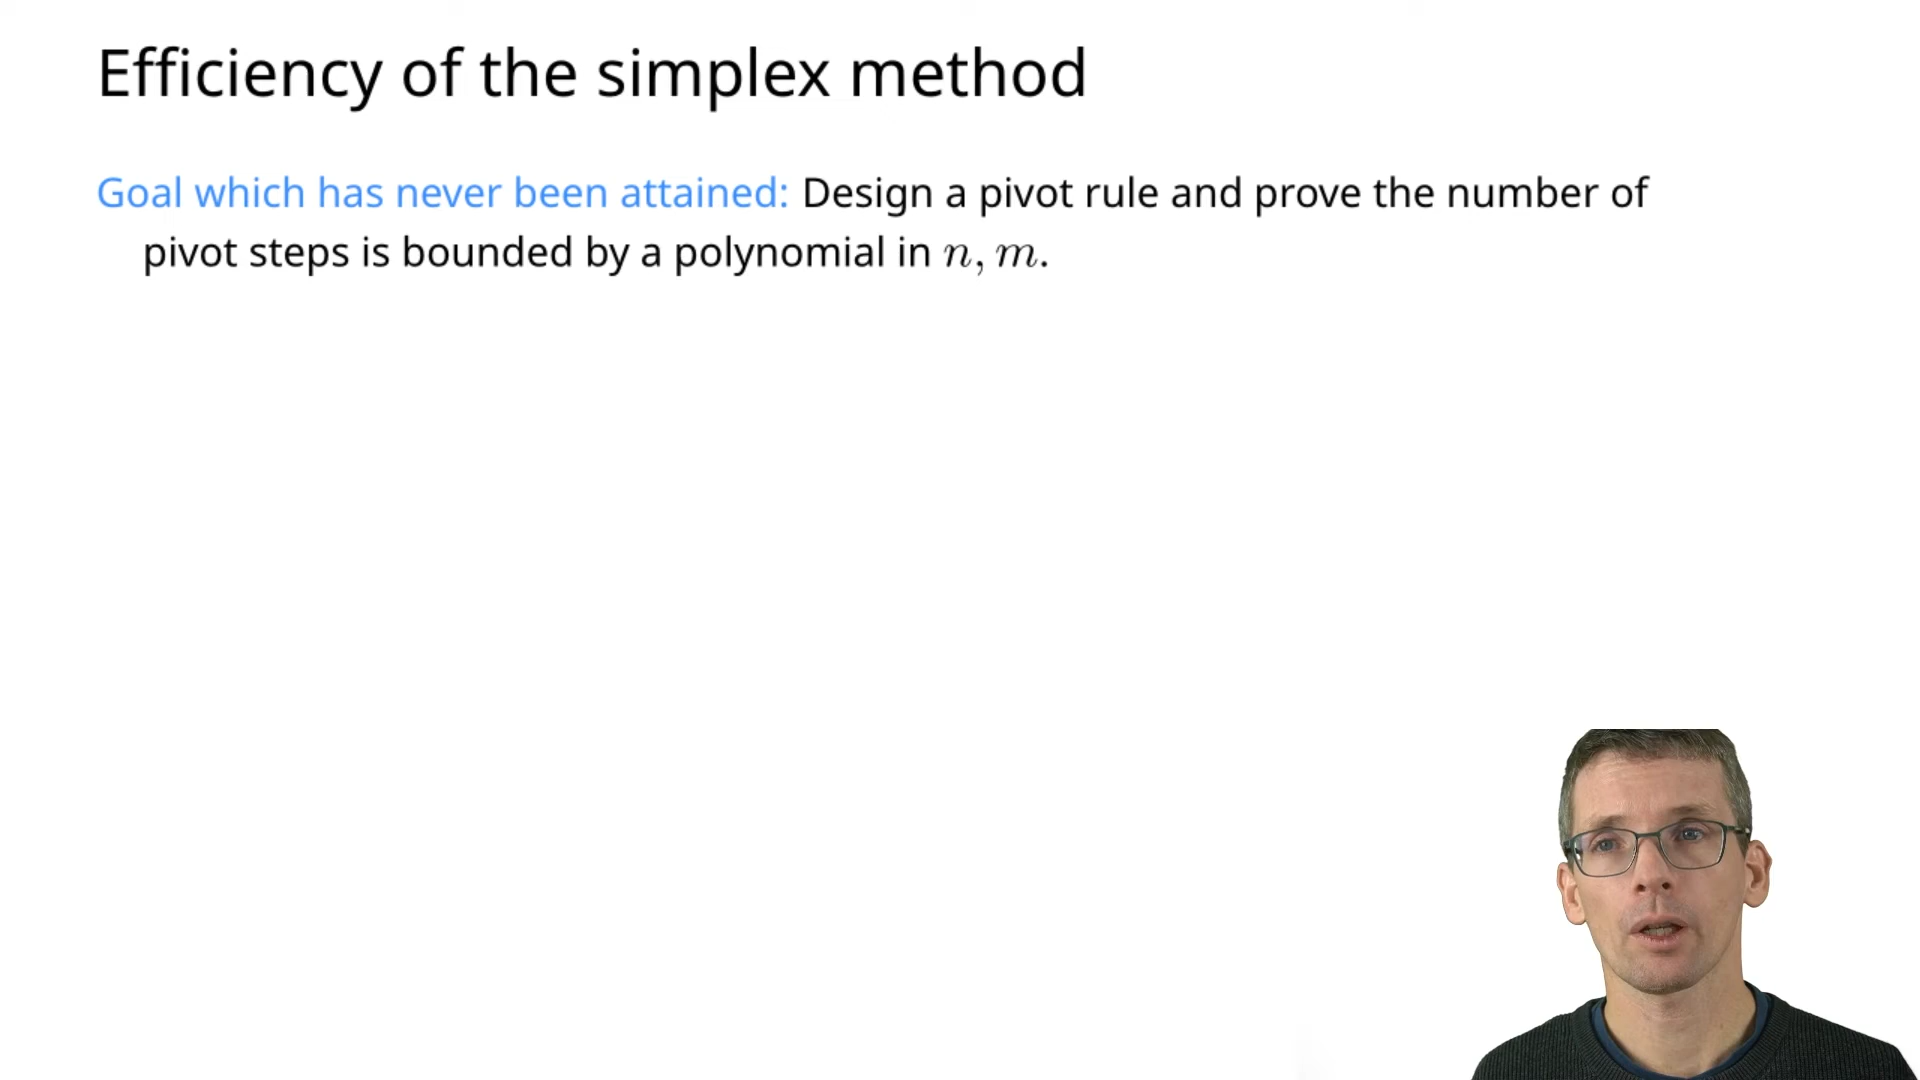 Efficiency of the simplex method
Goal which has never been attained: Design a pivot rule and prove the number of
pivot steps is bounded by a polynomial in n, m.